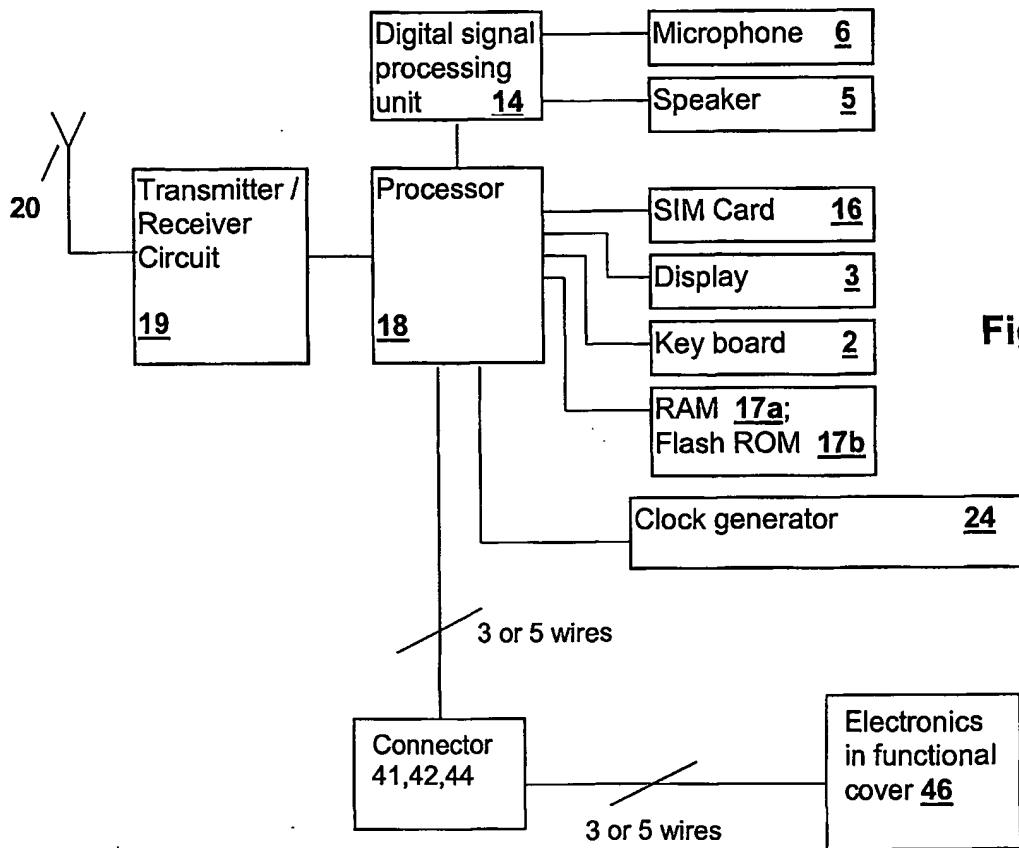 Digital signal
processing
unit 14
Microphone 6
Speaker 5
20
Transmitter /
Receiver
Circuit
19
Processor
18
SIM Card 16
Display 3
Key board 2
RAM 17a;
Flash ROM 17b
Clock generator 24
3 or 5 wires
Connector
41,42,44
3 or 5 wires
Electronics
in functional
cover 46